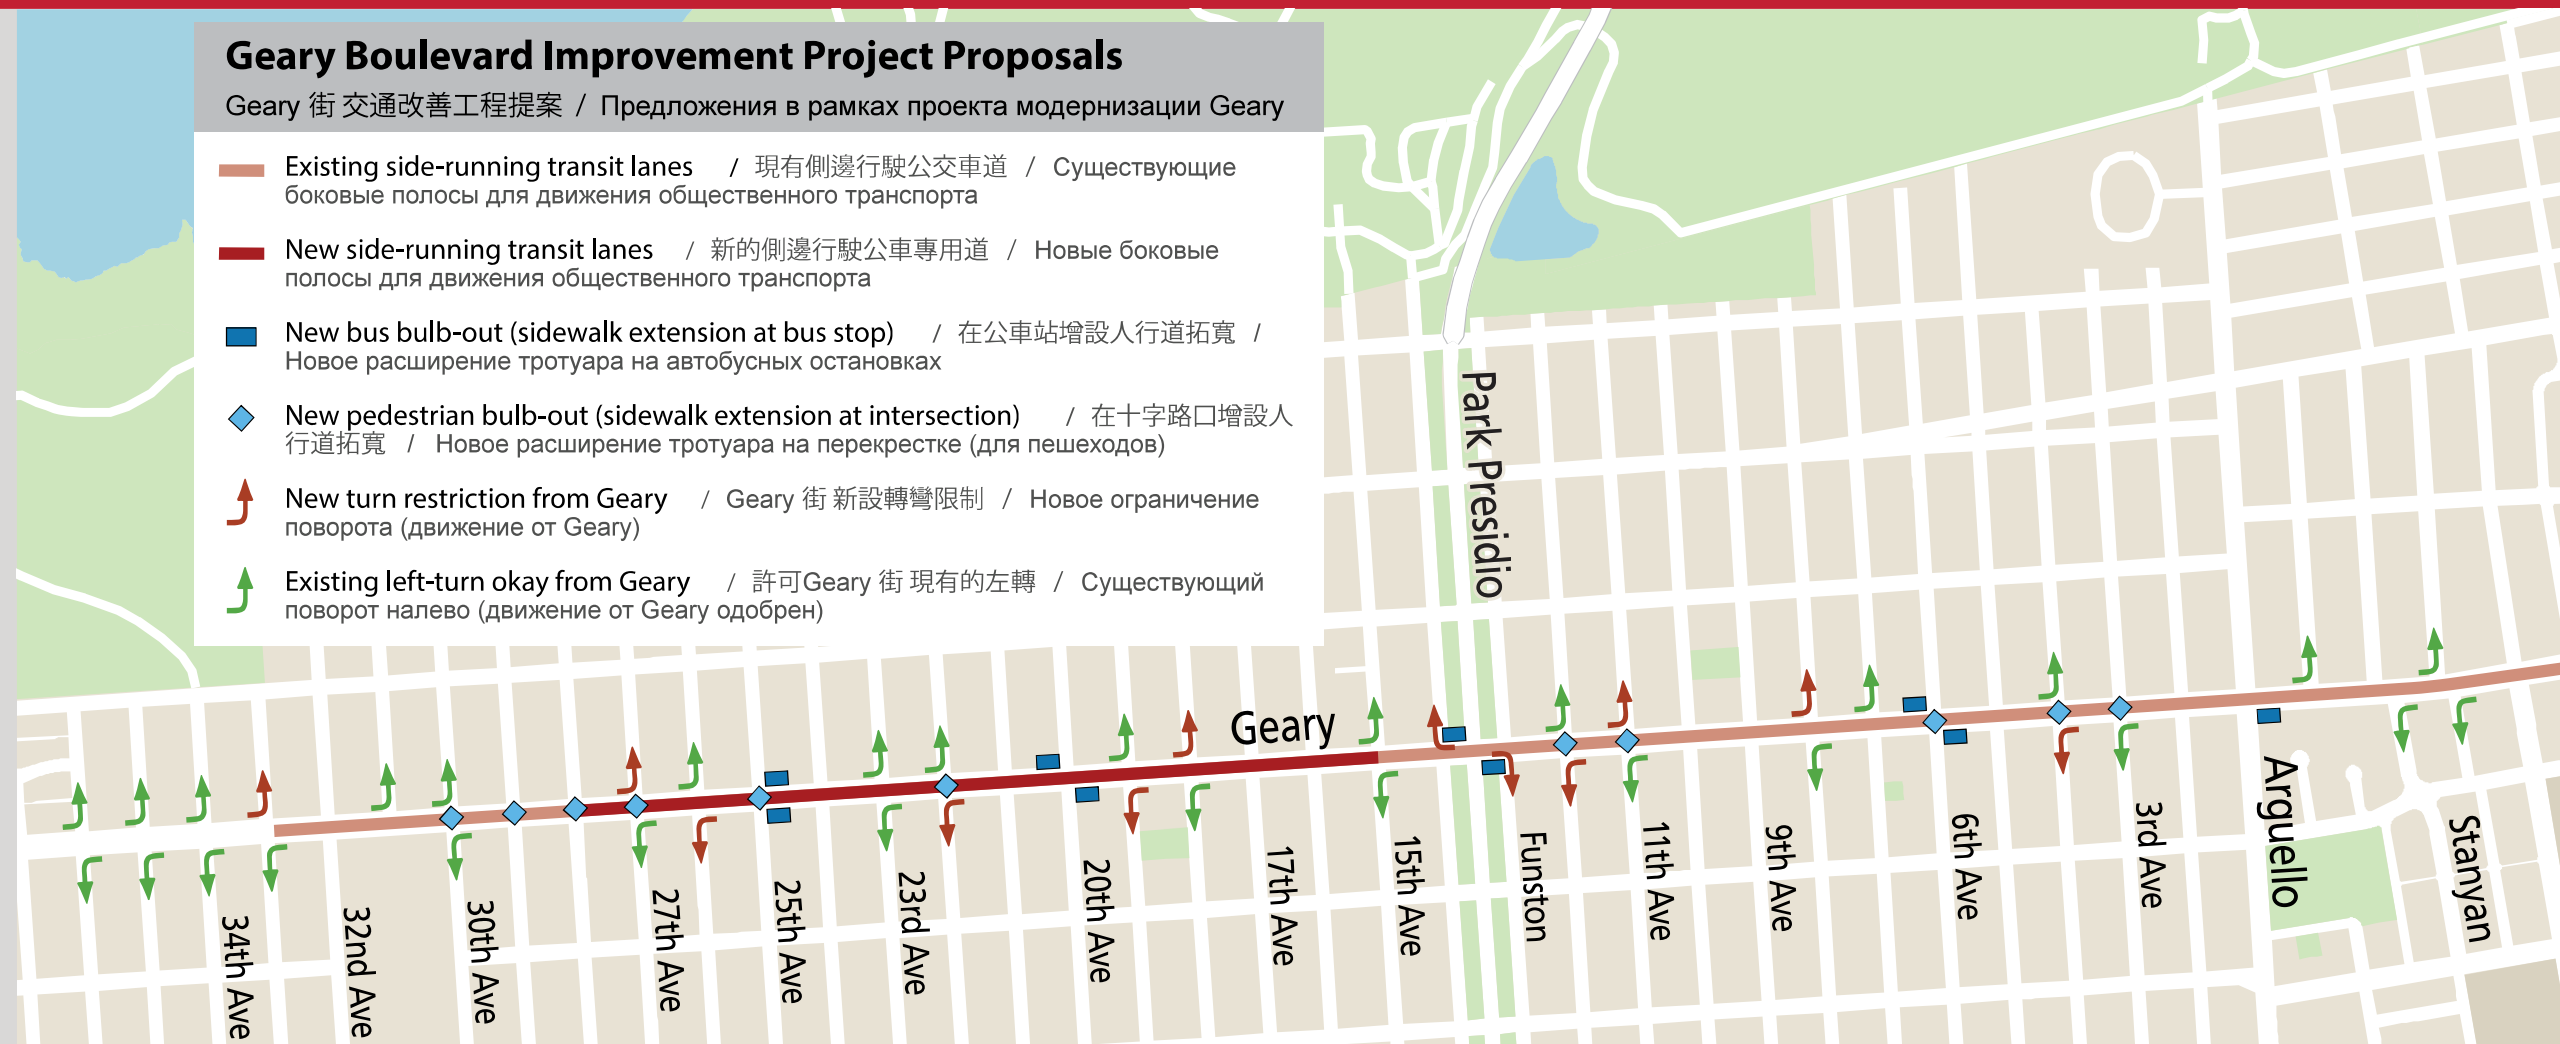 Geary Boulevard Improvement Project Proposals
Geary 街 交通改善工程提案 / Предложения в рамках проекта модернизации Geary
Existing side-running transit lanes / 現有側邊行駛公交車道 / Существующие
боковые полосы для движения общественного транспорта
New side-running transit lanes / 新的側邊行駛公車專用道 / Новые боковые
полосы для движения общественного транспорта
New bus bulb-out (sidewalk extension at bus stop) / 在公車站增設人行道拓寬 /
Новое расширение тротуара на автобусных остановках
New pedestrian bulb-out (sidewalk extension at intersection) / 在十字路口增設人
行道拓寬 / Новое расширение тротуара на перекрестке (для пешеходов)
New turn restriction from Geary / Geary 街 新設轉彎限制 / Новое ограничение
поворота (движение от Geary)
Existing left-turn okay from Geary / 許可Geary 街 現有的左轉 / Существующий
поворот налево (движение от Geary одобрен)
Park Presidio
Geary
34th Ave
32nd Ave
30th Ave
27th Ave
25th Ave
23rd Ave
20th Ave
17th Ave
15th Ave
Funston
11th Ave
9th Ave
6th Ave
3rd Ave
Arguello
Stanyan